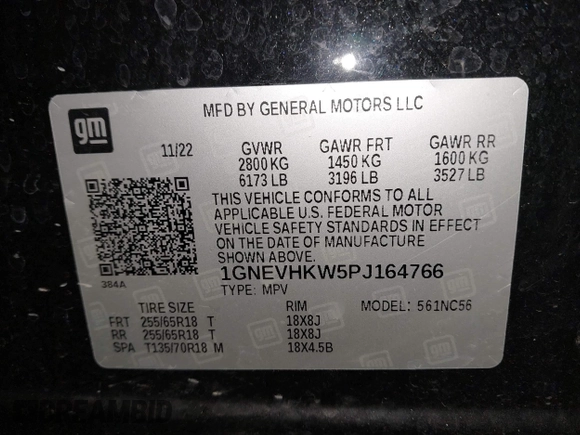 gm
MFD BY GENERAL MOTORS LLC
11/22 GVWR GAWR FRT GAWR RR
2800 KG 1450 KG 1600 KG
6173 LB 3196 LB 3527 LB
THIS VEHICLE CONFORMS TO ALL
APPLICABLE U.S. FEDERAL MOTOR
VEHICLE SAFETY STANDARDS IN EFFECT
ON THE DATE OF MANUFACTURE
SHOWN ABOVE.
384A
1GNEVHKW5PJ164766
TYPE: MPV
TIRE SIZE RIM MODEL: 561NC56
FRT 255/65R18 T 18X8J
RR 255/65R18 T 18X8J
SPA T135/70R18 M 18X4.5B